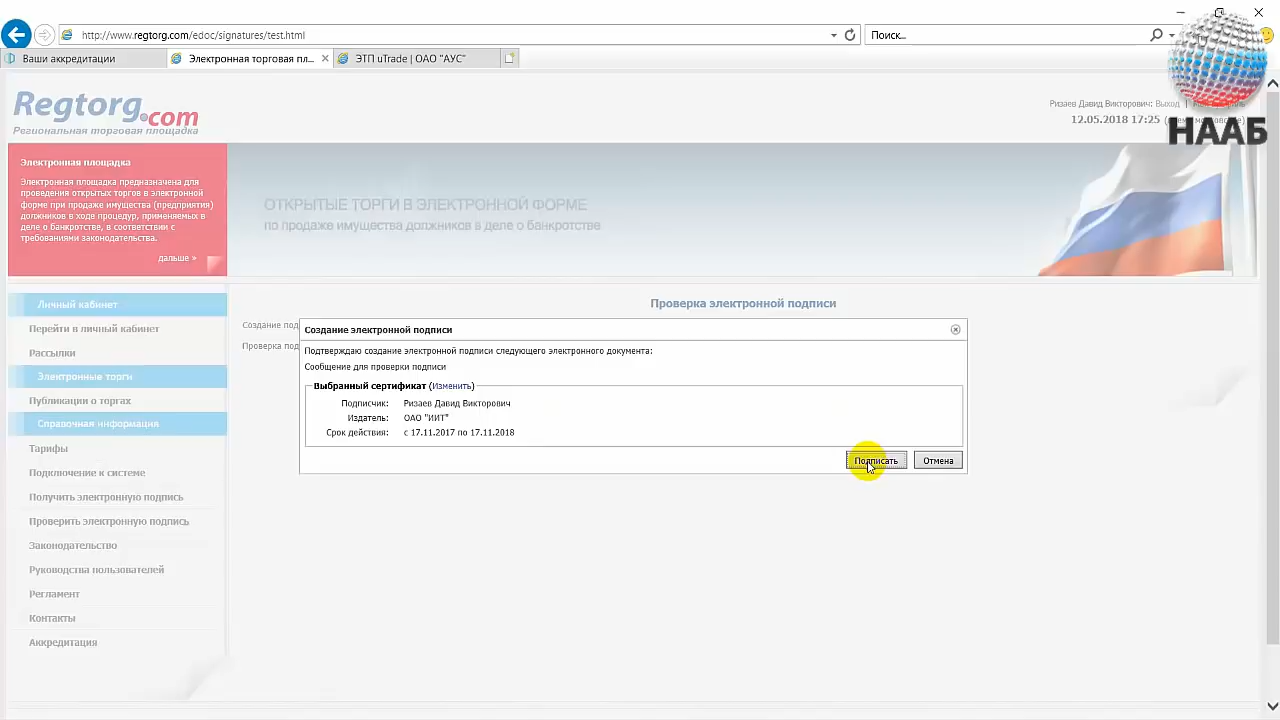 http://www.regtorg.com/edoc/signatures/test.html
Поиск...
Ваши аккредитации
Электронная торговая пл...
ЭТП uTrade | ОАО "АУС"
Regtorg.com
Региональная торговая площадка
Ризаев Давид Викторович: Выход |
12.05.2018 17:25
НААБ
Электронная площадка
Электронная площадка предназначена для
проведения открытых торгов в электронной
форме при продаже имущества (предприятия)
должников в ходе процедур, применяемых в
деле о банкротстве, в соответствии с
требованиями законодательства.
дальше »
ОТКРЫТЫЕ ТОРГИ В ЭЛЕКТРОННОЙ ФОРМЕ
по продаже имущества должников в деле о банкротстве
Личный кабинет
Перейти в личный кабинет
Рассылки
Электронные торги
Публикации о торгах
Справочная информация
Тарифы
Подключение к системе
Получить электронную подпись
Проверить электронную подпись
Законодательство
Руководства пользователей
Регламент
Контакты
Аккредитация
Проверка электронной подписи
Создание под
Проверка под
Создание электронной подписи
Подтверждаю создание электронной подписи следующего электронного документа:
Сообщение для проверки подписи
Выбранный сертификат (Изменить)
Подписчик: Ризаев Давид Викторович
Издатель: ОАО "ИИТ"
Срок действия: с 17.11.2017 по 17.11.2018
Подписать
Отмена